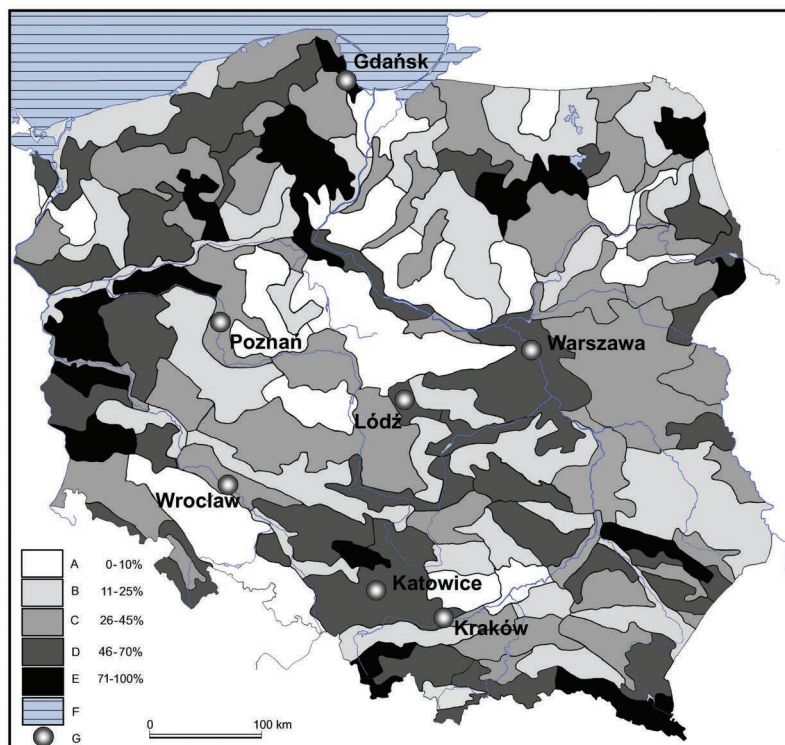 Gdańsk
Poznań
Warszawa
Łódź
Wrocław
Katowice
Kraków
A 0-10%
B 11-25%
C 26-45%
D 46-70%
E 71-100%
F
G
0 100 km